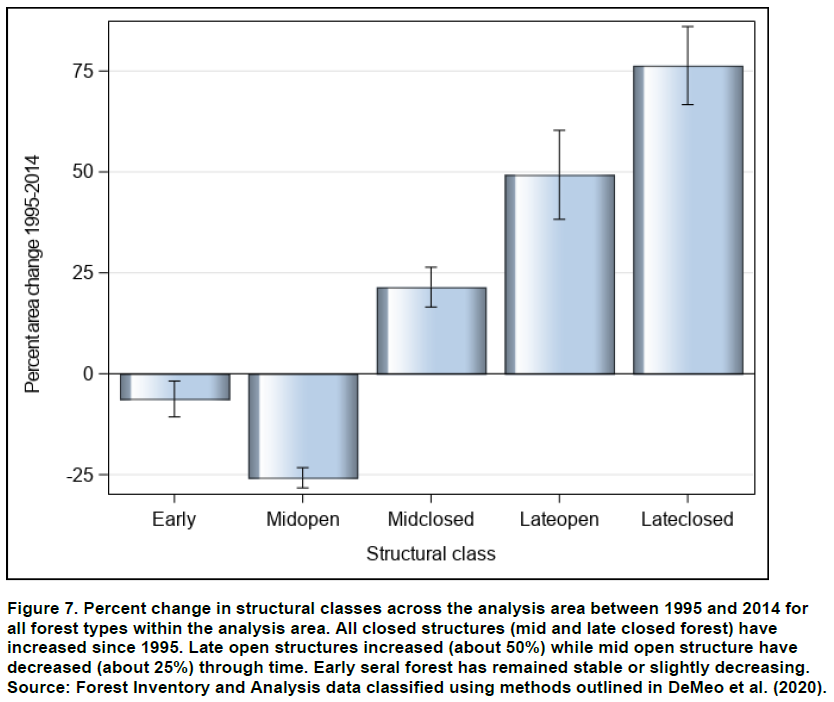 75
50
25
0
-25
Percent area change 1995-2014
Early Midopen Midclosed Lateopen Lateclosed
Structural class
Figure 7. Percent change in structural classes across the analysis area between 1995 and 2014 for
all forest types within the analysis area. All closed structures (mid and late closed forest) have
increased since 1995. Late open structures increased (about 50%) while mid open structure have
decreased (about 25%) through time. Early seral forest has remained stable or slightly decreasing.
Source: Forest Inventory and Analysis data classified using methods outlined in DeMeo et al. (2020).